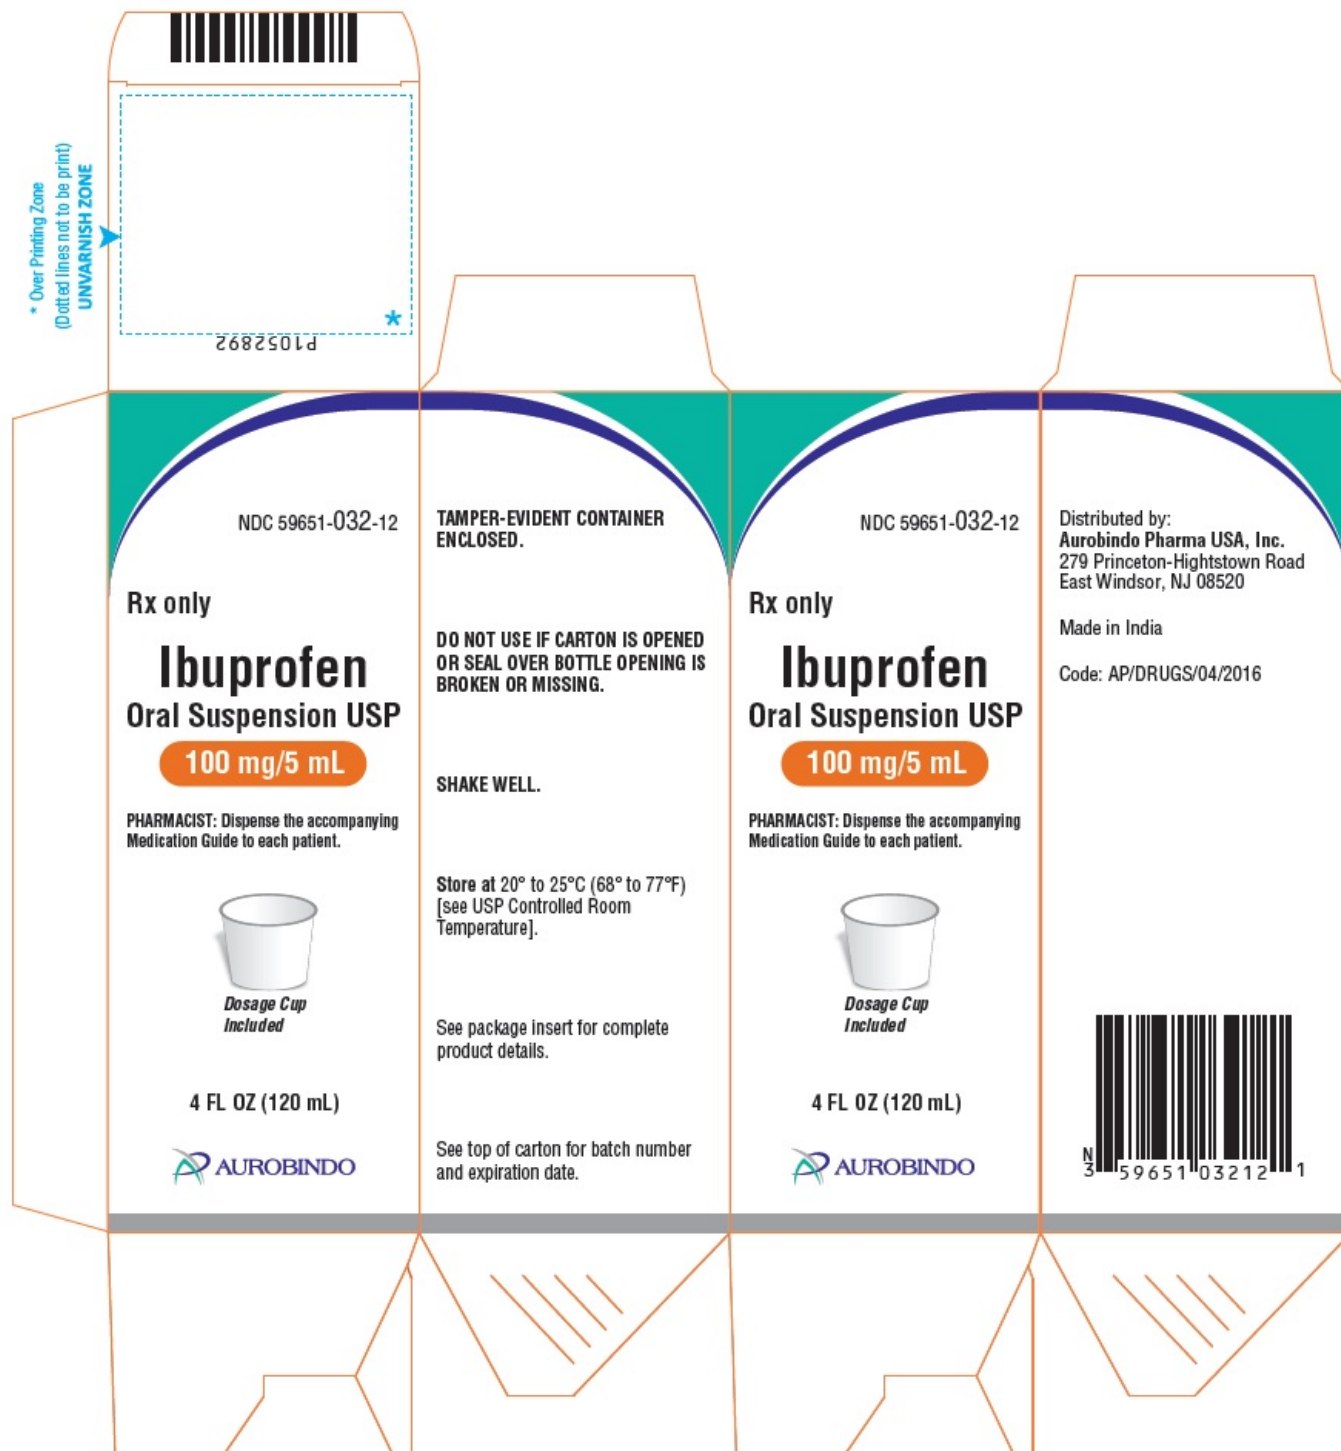 * Over Printing Zone
(Dotted lines not to be print)
UNVARNISH ZONE
*
P1052892
NDC 59651-032-12
Rx only
Ibuprofen
Oral Suspension USP
100 mg/5 mL
PHARMACIST: Dispense the accompanying
Medication Guide to each patient.
Dosage Cup
Included
4 FL OZ (120 mL)
AUROBINDO
TAMPER-EVIDENT CONTAINER
ENCLOSED.
DO NOT USE IF CARTON IS OPENED
OR SEAL OVER BOTTLE OPENING IS
BROKEN OR MISSING.
SHAKE WELL.
Store at 20° to 25°C (68° to 77°F)
[see USP Controlled Room
Temperature].
See package insert for complete
product details.
See top of carton for batch number
and expiration date.
NDC 59651-032-12
Rx only
Ibuprofen
Oral Suspension USP
100 mg/5 mL
PHARMACIST: Dispense the accompanying
Medication Guide to each patient.
Dosage Cup
Included
4 FL OZ (120 mL)
AUROBINDO
Distributed by:
Aurobindo Pharma USA, Inc.
279 Princeton-Hightstown Road
East Windsor, NJ 08520
Made in India
Code: AP/DRUGS/04/2016
N
3 59651 03212 1